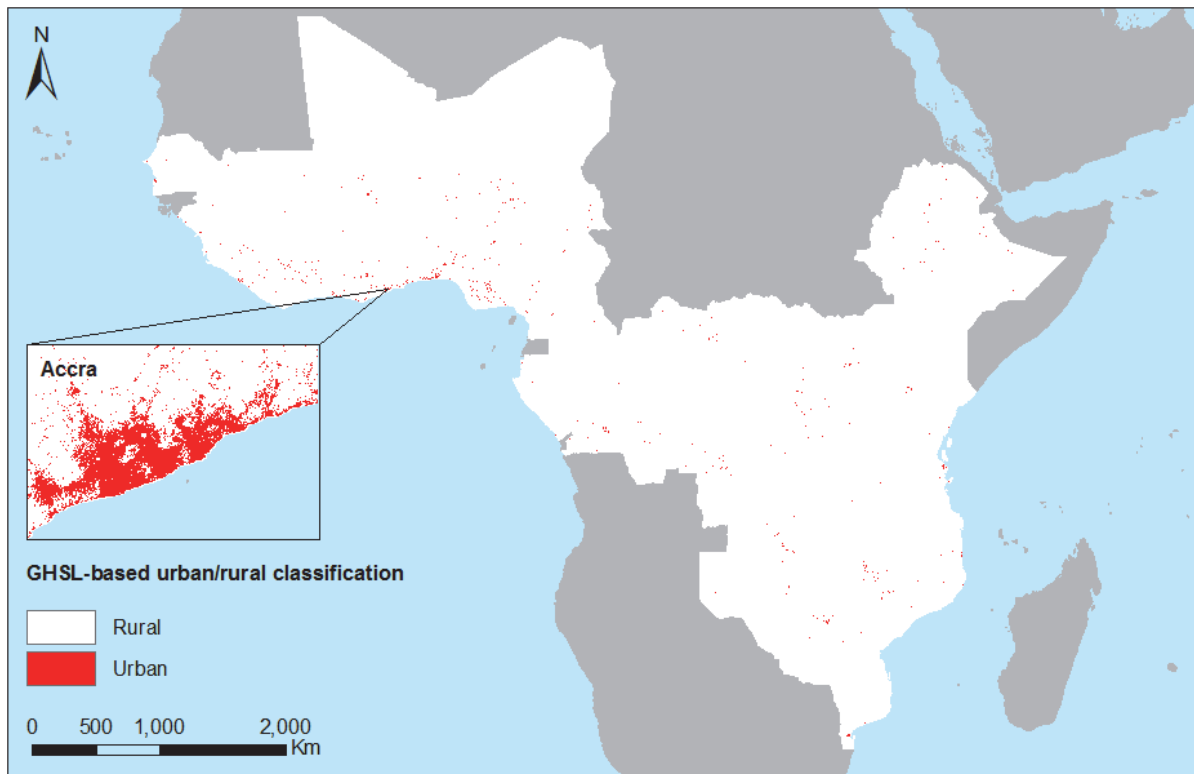 N
Accra
GHSL-based urban/rural classification
Rural
Urban
0 500 1,000 2,000
Km